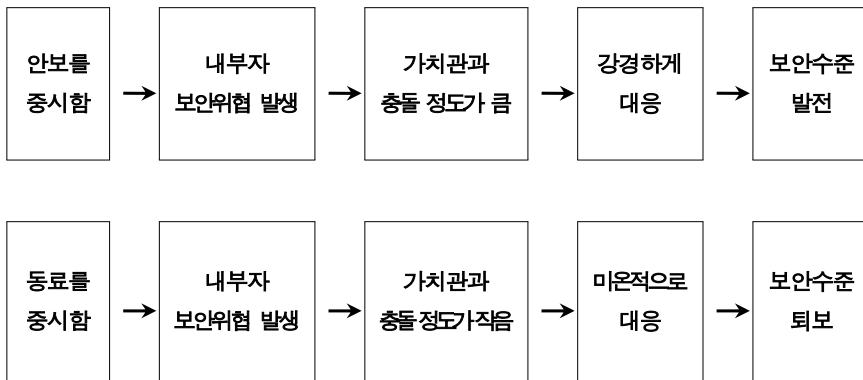 안보를
중시함
내부자
보안위협 발생
가치관과
충돌 정도가 큼
강경하게
대응
보안수준
발전
동료를
중시함
내부자
보안위협 발생
가치관과
충돌 정도가 작음
미온적으로
대응
보안수준
퇴보